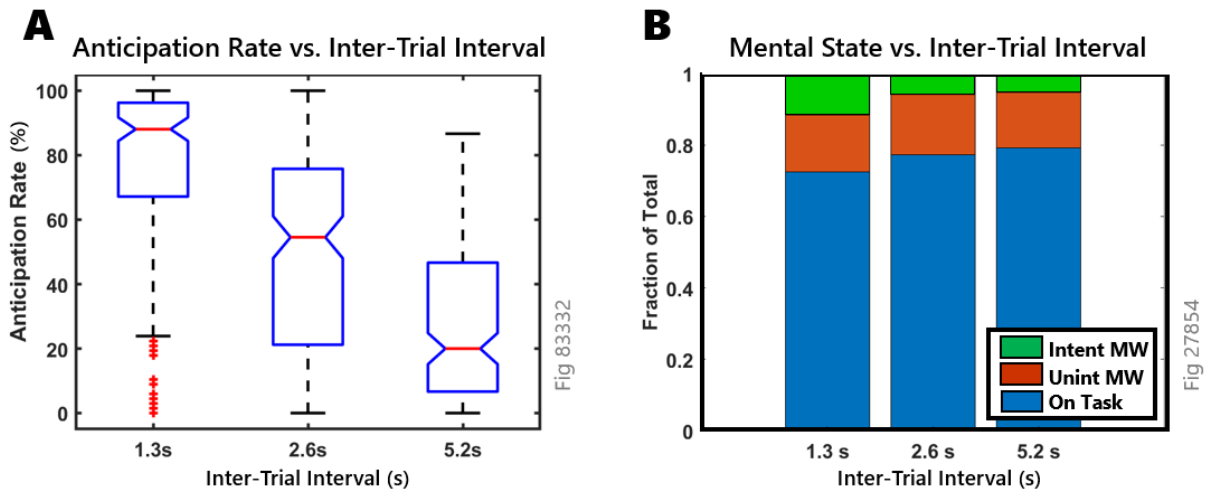 A
Anticipation Rate vs. Inter-Trial Interval
Anticipation Rate (%)
100
80
60
40
20
0
1.3s
2.6s
5.2s
Inter-Trial Interval (s)
Fig 83332
B
Mental State vs. Inter-Trial Interval
Fraction of Total
1
0.8
0.6
0.4
0.2
0
Intent MW
Unint MW
On Task
1.3 s
2.6 s
5.2 s
Inter-Trial Interval (s)
Fig 27854